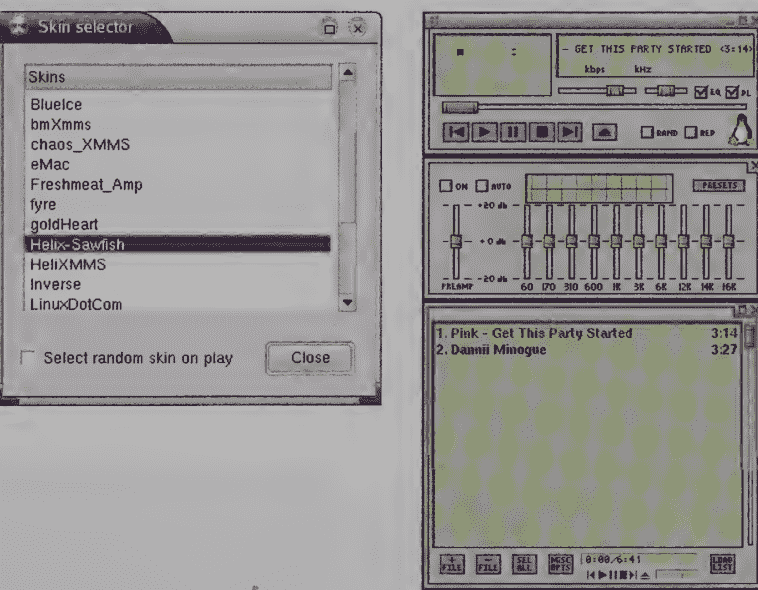 Skin selector
Skins
BlueIce
bmXmms
chaos_XMMS
eMac
Freshmeat_Amp
fyre
goldHeart
Helix-Sawfish
HeliXMMS
Inverse
LinuxDotCom
Select random skin on play
Close
- GET THIS PARTY STARTED <3:14>
kbps kHz
EQ PL
RAND REP
ON AUTO PRESETS
+20 db
+0 db
-20 db
PREAMP 60 170 310 600 1K 3K 6K 12K 14K 16K
1. Pink - Get This Party Started 3:14
2. Dannii Minogue 3:27
+ FILE - FILE SEL ALL MISC OPTS 0:00/6:41 LOAD LIST